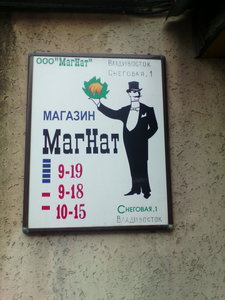 ООО "МагНат"
Владивосток
Снеговая, 1
МАГАЗИН
МагНат
9-19
9-18
10-15
Снеговая, 1
Владивосток